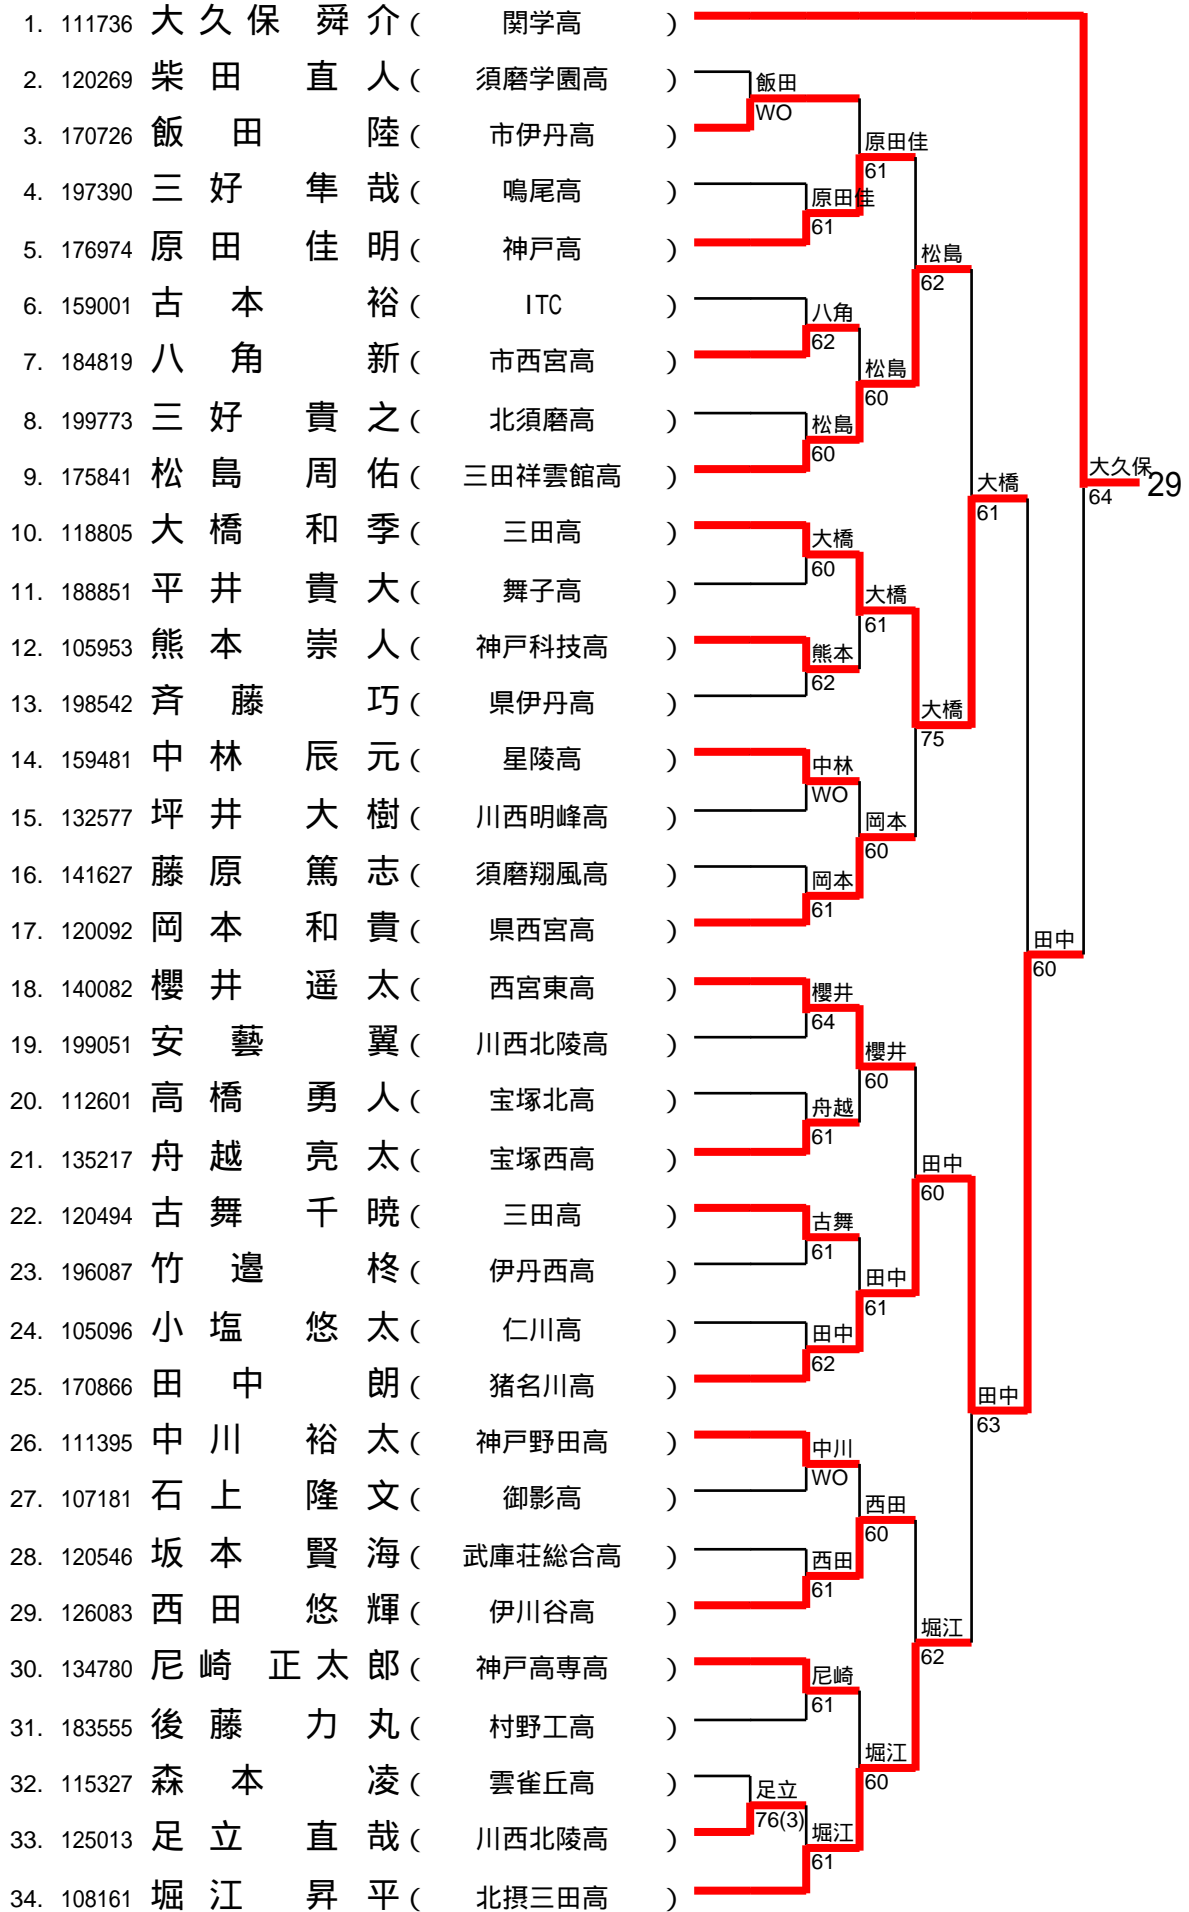 1. 111736 大久保 舜介 ( 関学高 )
2. 120269 柴田 直人 ( 須磨学園高 )
飯田
WO
3. 170726 飯田 陸 ( 市伊丹高 )
原田佳
61
4. 197390 三好 隼哉 ( 鳴尾高 )
原田佳
61
5. 176974 原田 佳明 ( 神戸高 )
松島
62
6. 159001 古本 裕 ( ITC )
八角
62
7. 184819 八角 新 ( 市西宮高 )
松島
60
8. 199773 三好 貴之 ( 北須磨高 )
松島
60
9. 175841 松島 周佑 ( 三田祥雲館高 )
大橋
61
大久保
64
29
10. 118805 大橋 和季 ( 三田高 )
大橋
60
11. 188851 平井 貴大 ( 舞子高 )
大橋
61
12. 105953 熊本 崇人 ( 神戸科技高 )
熊本
62
13. 198542 斉藤 巧 ( 県伊丹高 )
大橋
75
14. 159481 中林 辰元 ( 星陵高 )
中林
WO
15. 132577 坪井 大樹 ( 川西明峰高 )
岡本
60
16. 141627 藤原 篤志 ( 須磨翔風高 )
岡本
61
17. 120092 岡本 和貴 ( 県西宮高 )
田中
60
18. 140082 櫻井 遥太 ( 西宮東高 )
櫻井
64
19. 199051 安藝 翼 ( 川西北陵高 )
櫻井
60
20. 112601 高橋 勇人 ( 宝塚北高 )
舟越
61
21. 135217 舟越 亮太 ( 宝塚西高 )
田中
60
22. 120494 古舞 千暁 ( 三田高 )
古舞
61
23. 196087 竹邉 柊 ( 伊丹西高 )
田中
61
24. 105096 小塩 悠太 ( 仁川高 )
田中
62
25. 170866 田中 朗 ( 猪名川高 )
田中
63
26. 111395 中川 裕太 ( 神戸野田高 )
中川
WO
27. 107181 石上 隆文 ( 御影高 )
西田
60
28. 120546 坂本 賢海 ( 武庫荘総合高 )
西田
61
29. 126083 西田 悠輝 ( 伊川谷高 )
堀江
62
30. 134780 尼崎 正太郎 ( 神戸高専高 )
尼崎
61
31. 183555 後藤 力丸 ( 村野工高 )
堀江
60
32. 115327 森本 凌 ( 雲雀丘高 )
足立
76(3)
33. 125013 足立 直哉 ( 川西北陵高 )
堀江
61
34. 108161 堀江 昇平 ( 北摂三田高 )